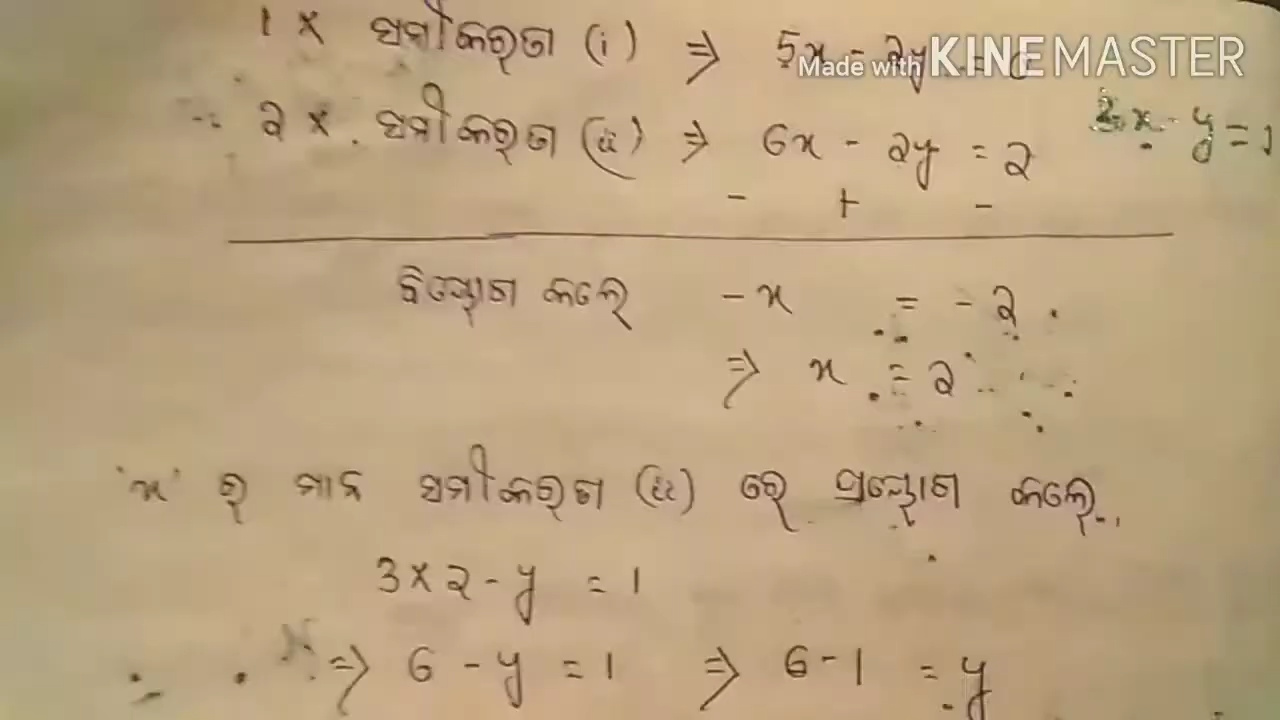 1 × ସମୀକରଣ (i) ⇒ 5x - 2y = 0
Made with KINEMASTER
2 × ସମୀକରଣ (ii) ⇒ 6x - 2y = 2
x - y = 1
- + -
ବିୟୋଗ କଲେ -x = -2
⇒ x = 2
'x' ର ମାନ ସମୀକରଣ (ii) ରେ ପ୍ରୟୋଗ କଲେ
3 × 2 - y = 1
⇒ 6 - y = 1 ⇒ 6 - 1 = y